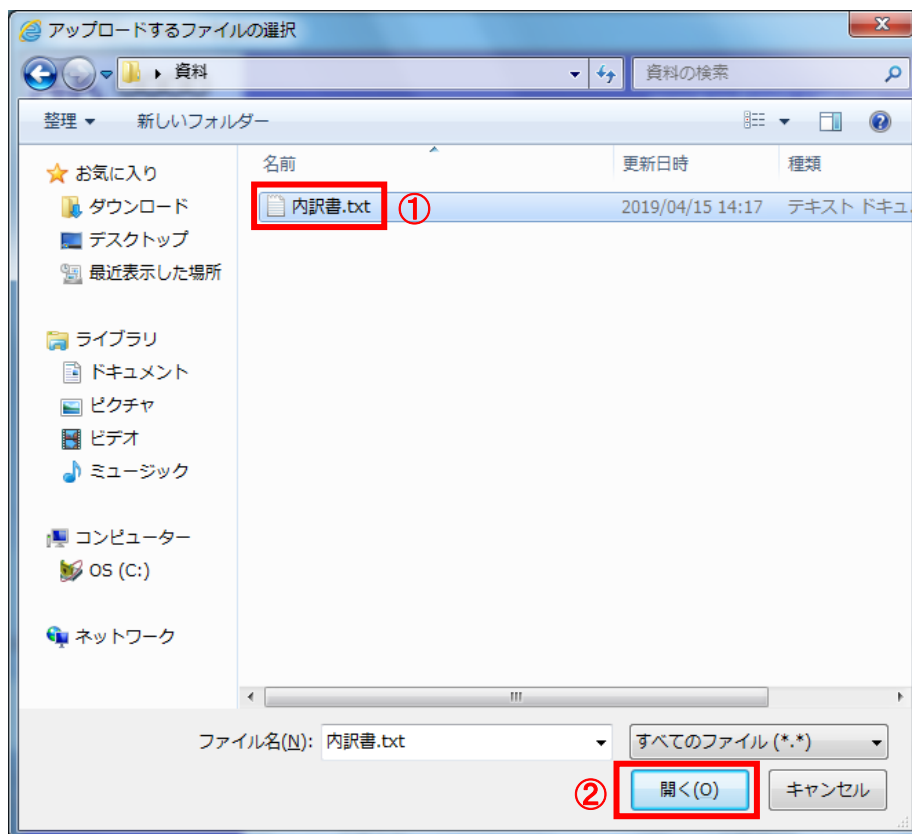 アップロードするファイルの選択
資料
資料の検索
整理 新しいフォルダー
名前 更新日時 種類
お気に入り
ダウンロード
デスクトップ
最近表示した場所
ライブラリ
ドキュメント
ピクチャ
ビデオ
ミュージック
コンピューター
OS (C:)
ネットワーク
内訳書.txt ① 2019/04/15 14:17 テキスト ドキュ
ファイル名(N): 内訳書.txt すべてのファイル (*.*)
② 開く(O) キャンセル